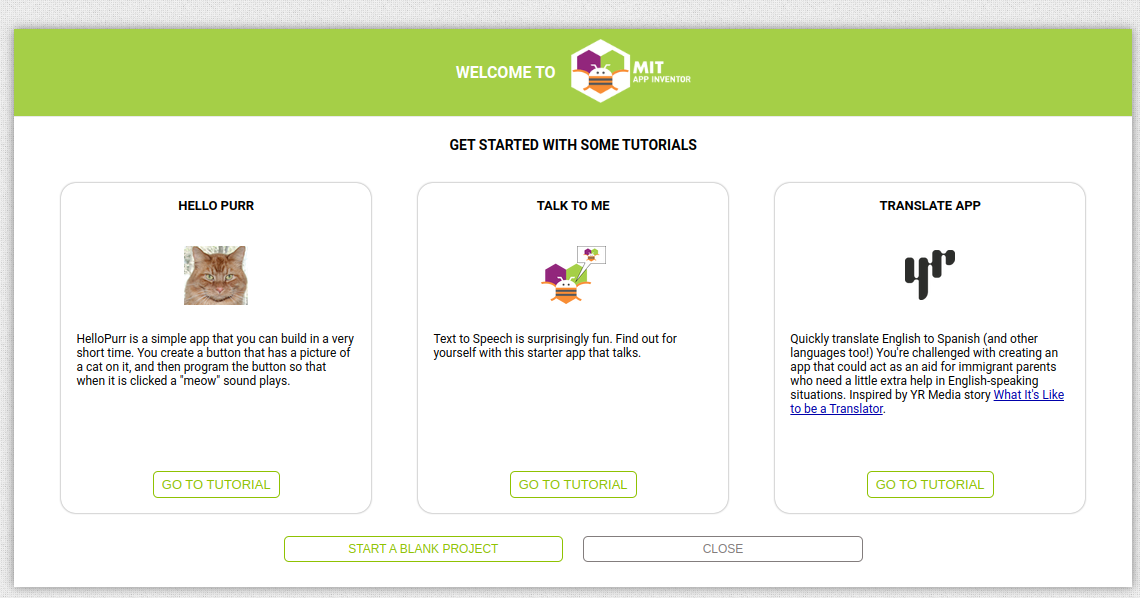 WELCOME TO
MIT
APP INVENTOR
GET STARTED WITH SOME TUTORIALS
HELLO PURR
HelloPurr is a simple app that you can build in a very
short time. You create a button that has a picture of
a cat on it, and then program the button so that
when it is clicked a "meow" sound plays.
GO TO TUTORIAL
TALK TO ME
Text to Speech is surprisingly fun. Find out for
yourself with this starter app that talks.
GO TO TUTORIAL
TRANSLATE APP
yr
Quickly translate English to Spanish (and other
languages too!) You're challenged with creating an
app that could act as an aid for immigrant parents
who need a little extra help in English-speaking
situations. Inspired by YR Media story What It's Like
to be a Translator.
GO TO TUTORIAL
START A BLANK PROJECT
CLOSE